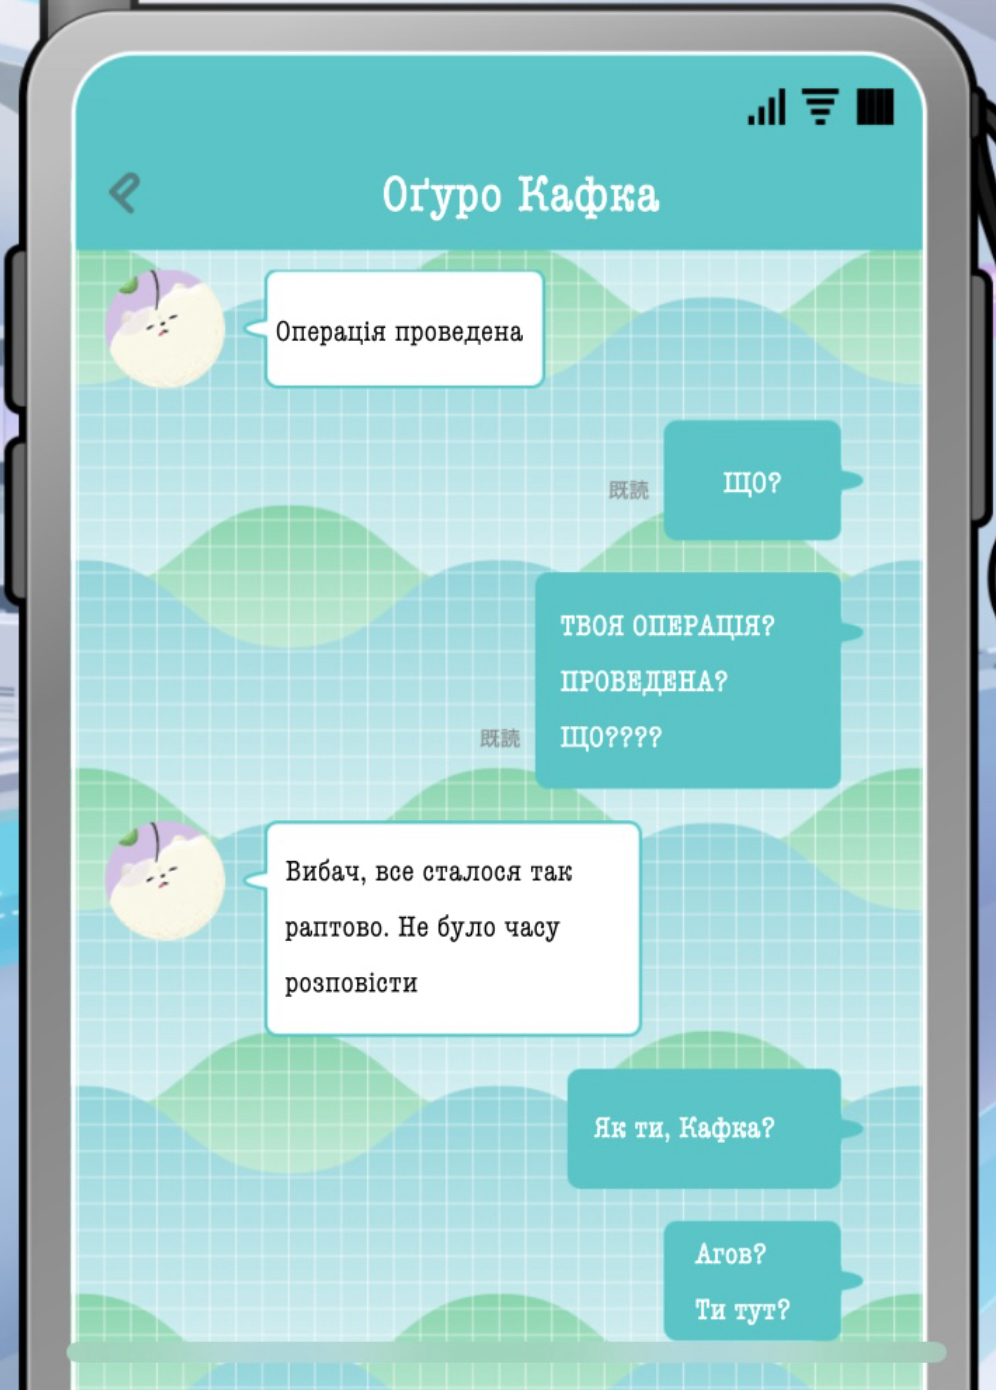 Оґуро Кафка
Операція проведена
ЩО?
既読
ТВОЯ ОПЕРАЦІЯ?
ПРОВЕДЕНА?
ЩО????
既読
Вибач, все сталося так
раптово. Не було часу
розповісти
Як ти, Кафка?
Агов?
Ти тут?